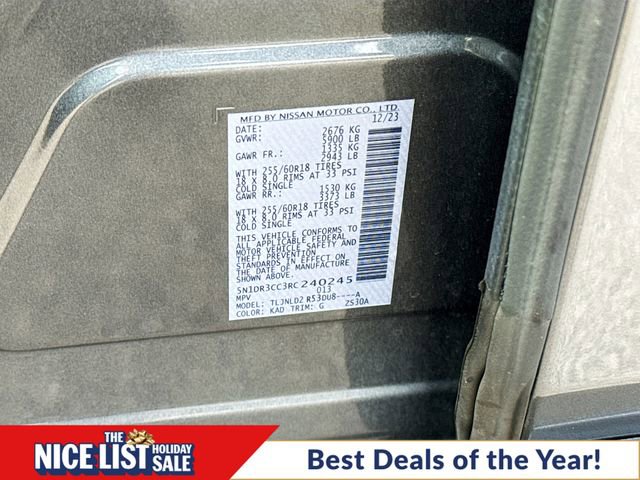 MFD BY NISSAN MOTOR CO., LTD.
DATE: 12/23
GVWR: 2676 KG
5900 LB
GAWR FR.: 1335 KG
2943 LB
WITH 255/60R18 TIRES
18 x 8.0 RIMS AT 33 PSI
COLD SINGLE
GAWR RR.: 1530 KG
3373 LB
WITH 255/60R18 TIRES
18 x 8.0 RIMS AT 33 PSI
COLD SINGLE
THIS VEHICLE CONFORMS TO
ALL APPLICABLE FEDERAL
MOTOR VEHICLE SAFETY AND
THEFT PREVENTION
STANDARDS IN EFFECT ON
THE DATE OF MANUFACTURE
SHOWN ABOVE.
5N1DR3CC3RC240245
MPV 013
MODEL: TLJNLD2 R53DU8----A
COLOR: KAD TRIM: G 2S30A
THE
NICE LIST HOLIDAY
SALE
Best Deals of the Year!